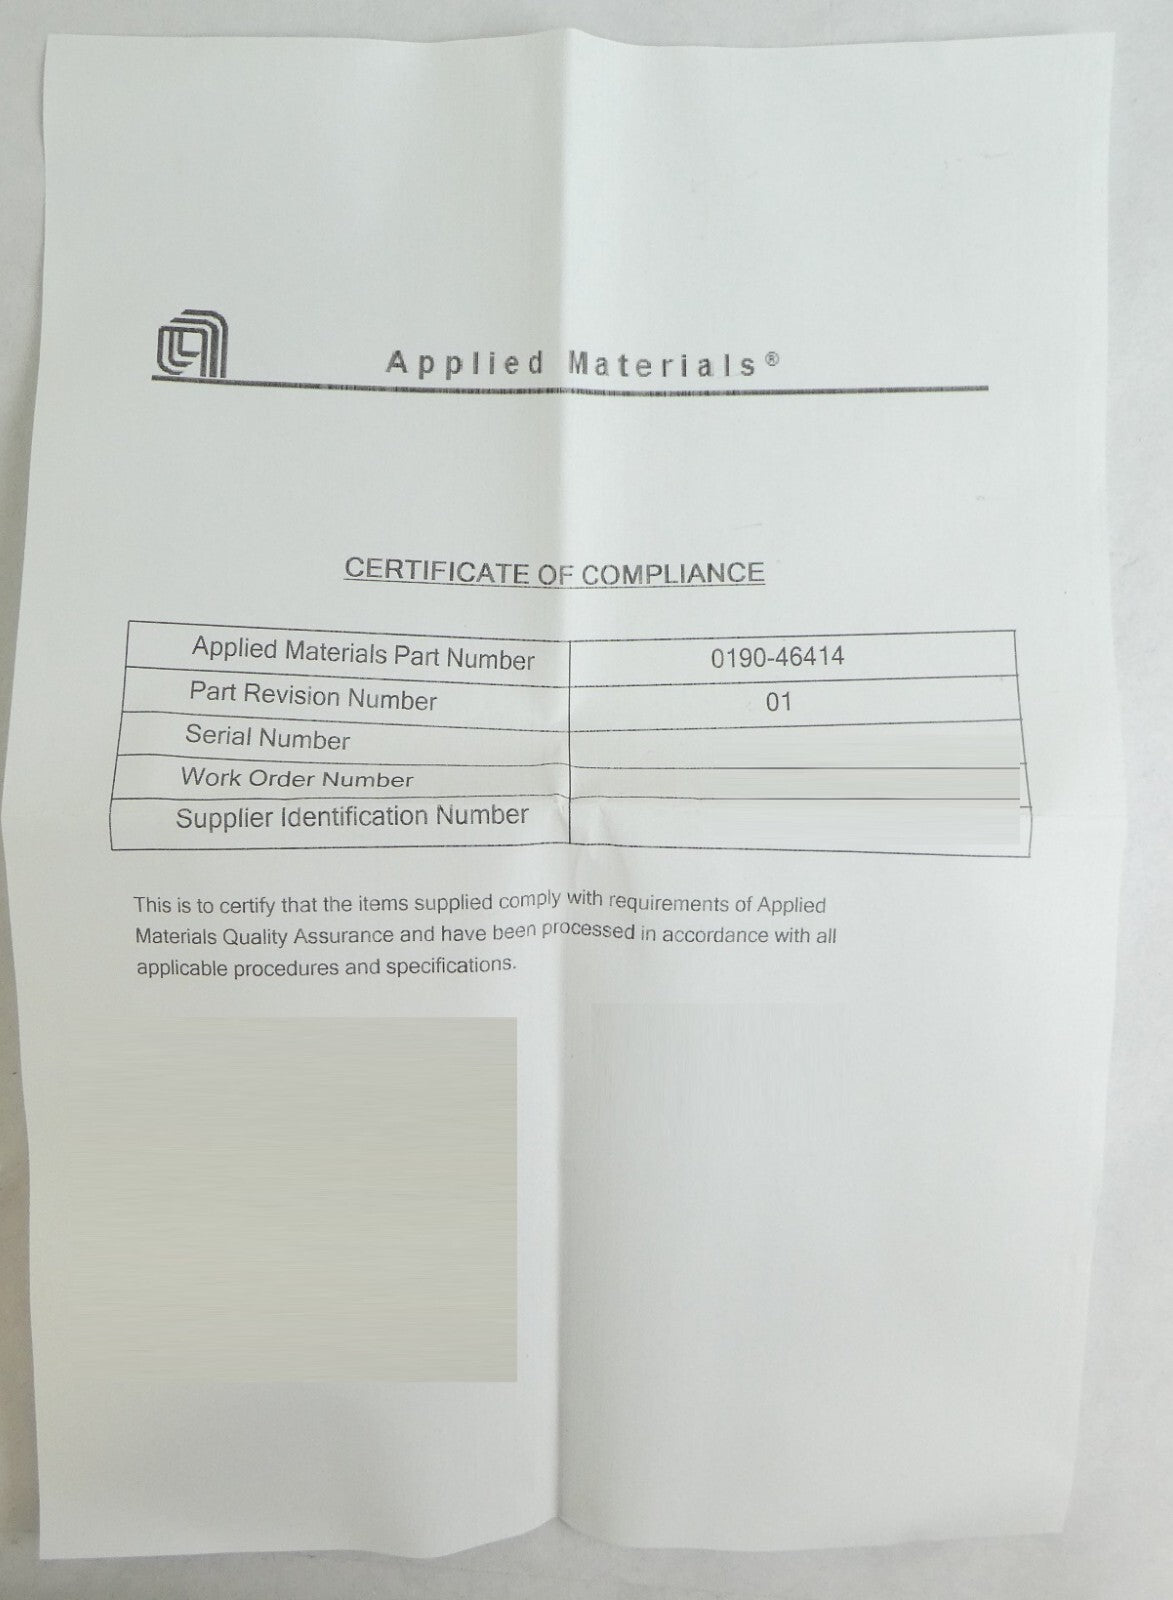 Applied Materials®
CERTIFICATE OF COMPLIANCE
Applied Materials Part Number 0190-46414
Part Revision Number 01
Serial Number
Work Order Number
Supplier Identification Number
This is to certify that the items supplied comply with requirements of Applied
Materials Quality Assurance and have been processed in accordance with all
applicable procedures and specifications.